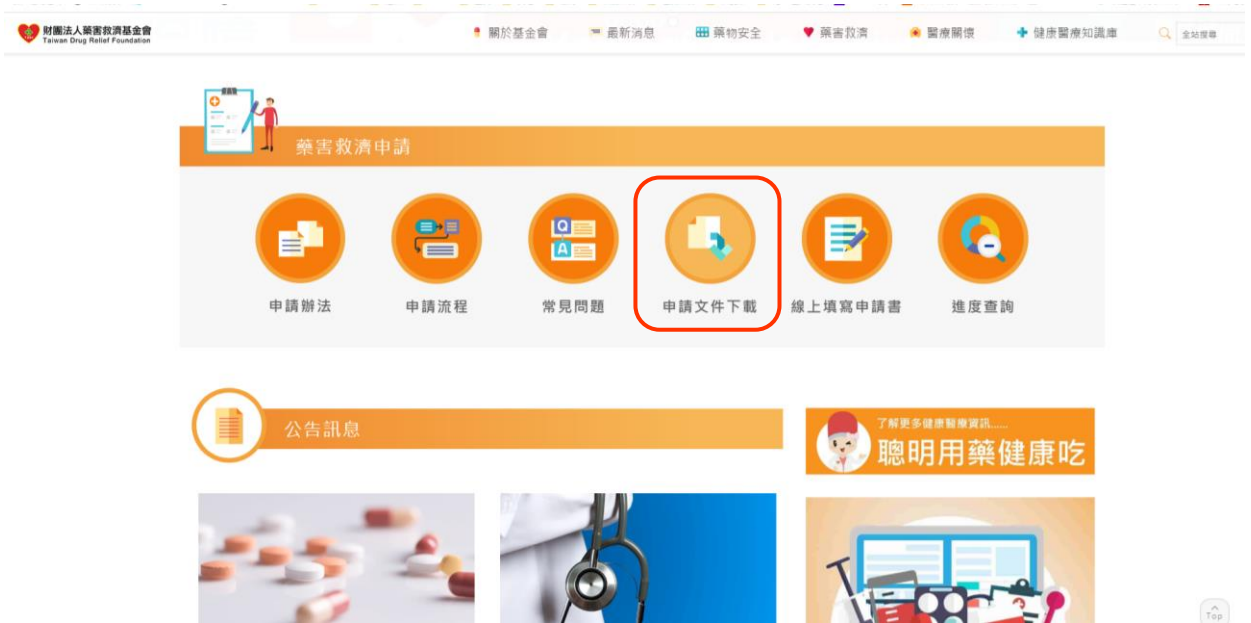 財團法人藥害救濟基金會
Taiwan Drug Relief Foundation
關於基金會
最新消息
藥物安全
藥害救濟
醫療關懷
健康醫療知識庫
全站搜尋
藥害救濟申請
Q
A
申請辦法
申請流程
常見問題
申請文件下載
線上填寫申請書
進度查詢
公告訊息
了解更多健康醫療資訊......
聰明用藥健康吃
Top